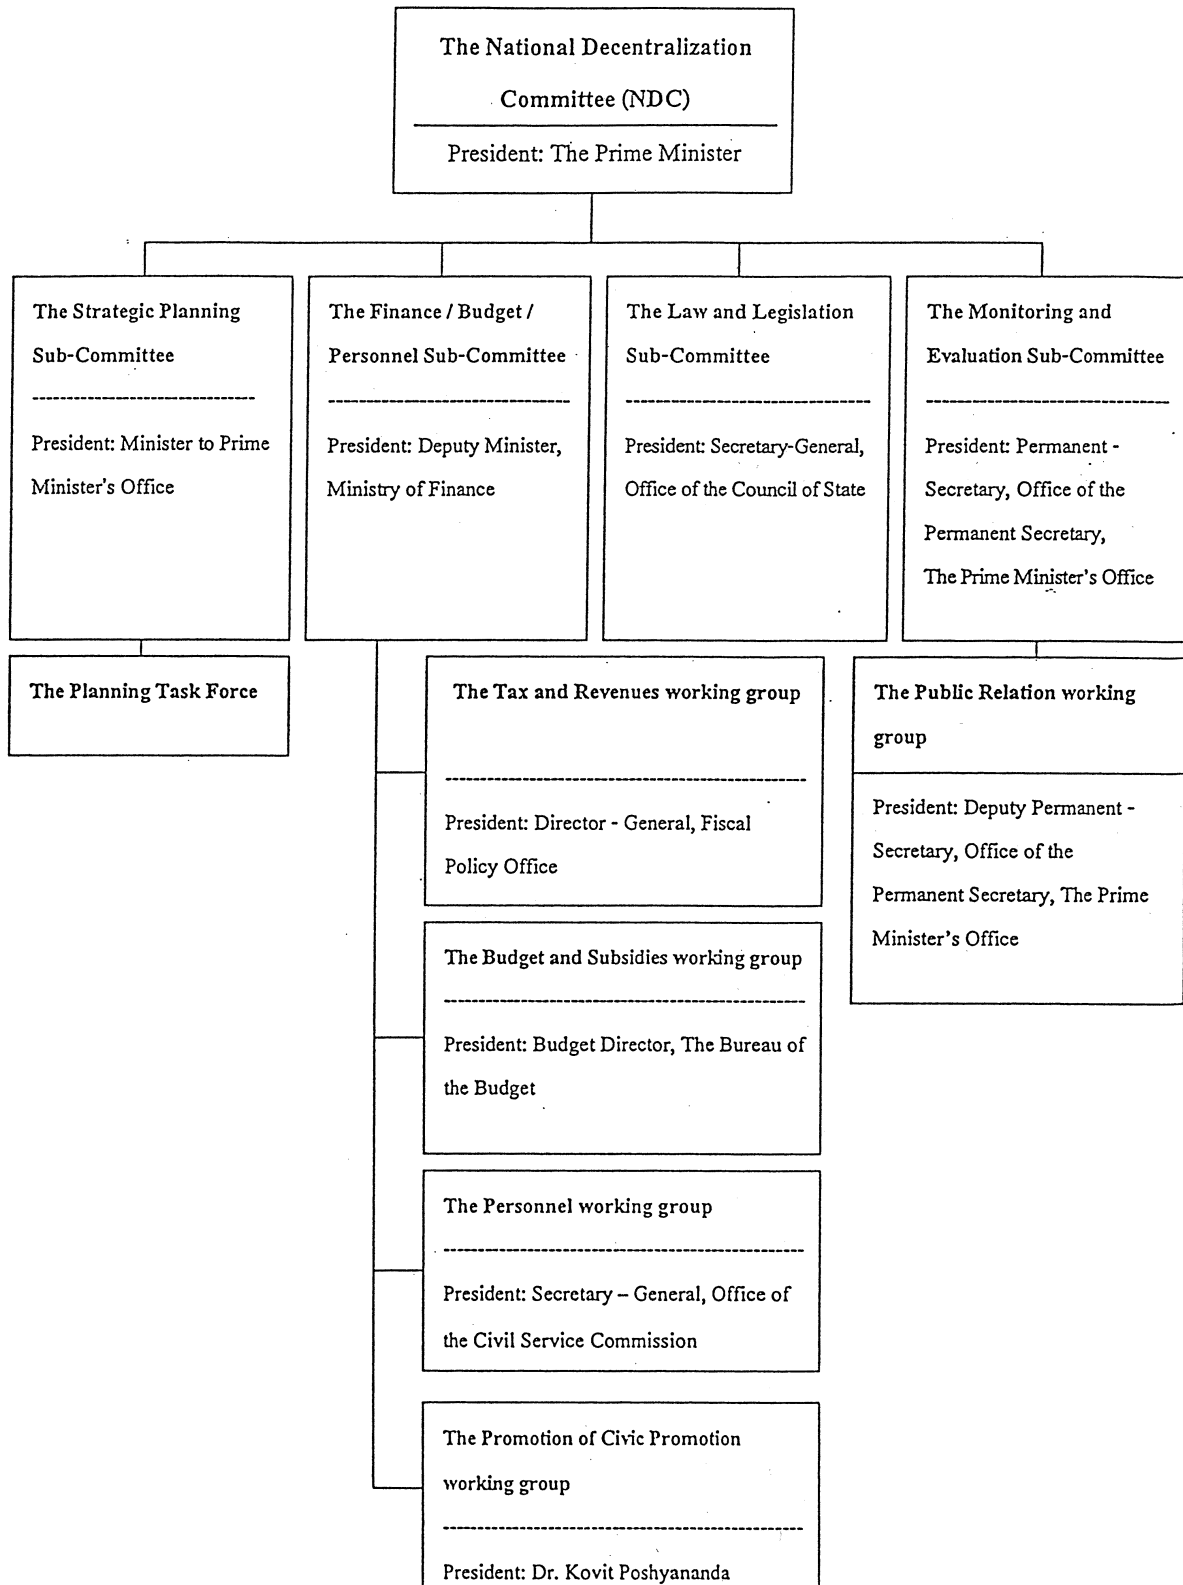 The National Decentralization
Committee (NDC)
President: The Prime Minister
The Strategic Planning
Sub-Committee
President: Minister to Prime
Minister's Office
The Finance / Budget /
Personnel Sub-Committee
President: Deputy Minister,
Ministry of Finance
The Law and Legislation
Sub-Committee
President: Secretary-General,
Office of the Council of State
The Monitoring and
Evaluation Sub-Committee
President: Permanent -
Secretary, Office of the
Permanent Secretary,
The Prime Minister's Office
The Planning Task Force
The Tax and Revenues working group
President: Director - General, Fiscal
Policy Office
The Budget and Subsidies working group
President: Budget Director, The Bureau of
the Budget
The Personnel working group
President: Secretary – General, Office of
the Civil Service Commission
The Promotion of Civic Promotion
working group
President: Dr. Kovit Poshyananda
The Public Relation working
group
President: Deputy Permanent -
Secretary, Office of the
Permanent Secretary, The Prime
Minister's Office